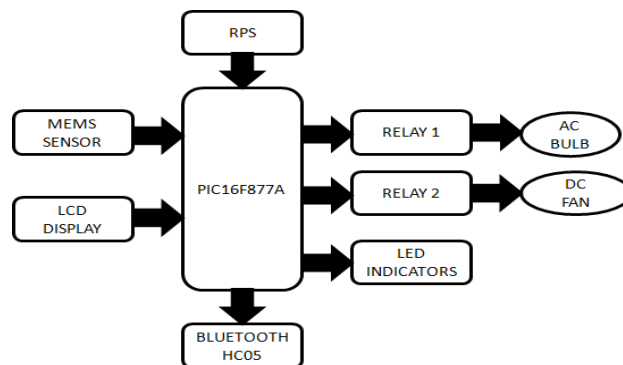 RPS
MEMS
SENSOR
RELAY 1
AC
BULB
PIC16F877A
LCD
DISPLAY
RELAY 2
DC
FAN
LED
INDICATORS
BLUETOOTH
HC05